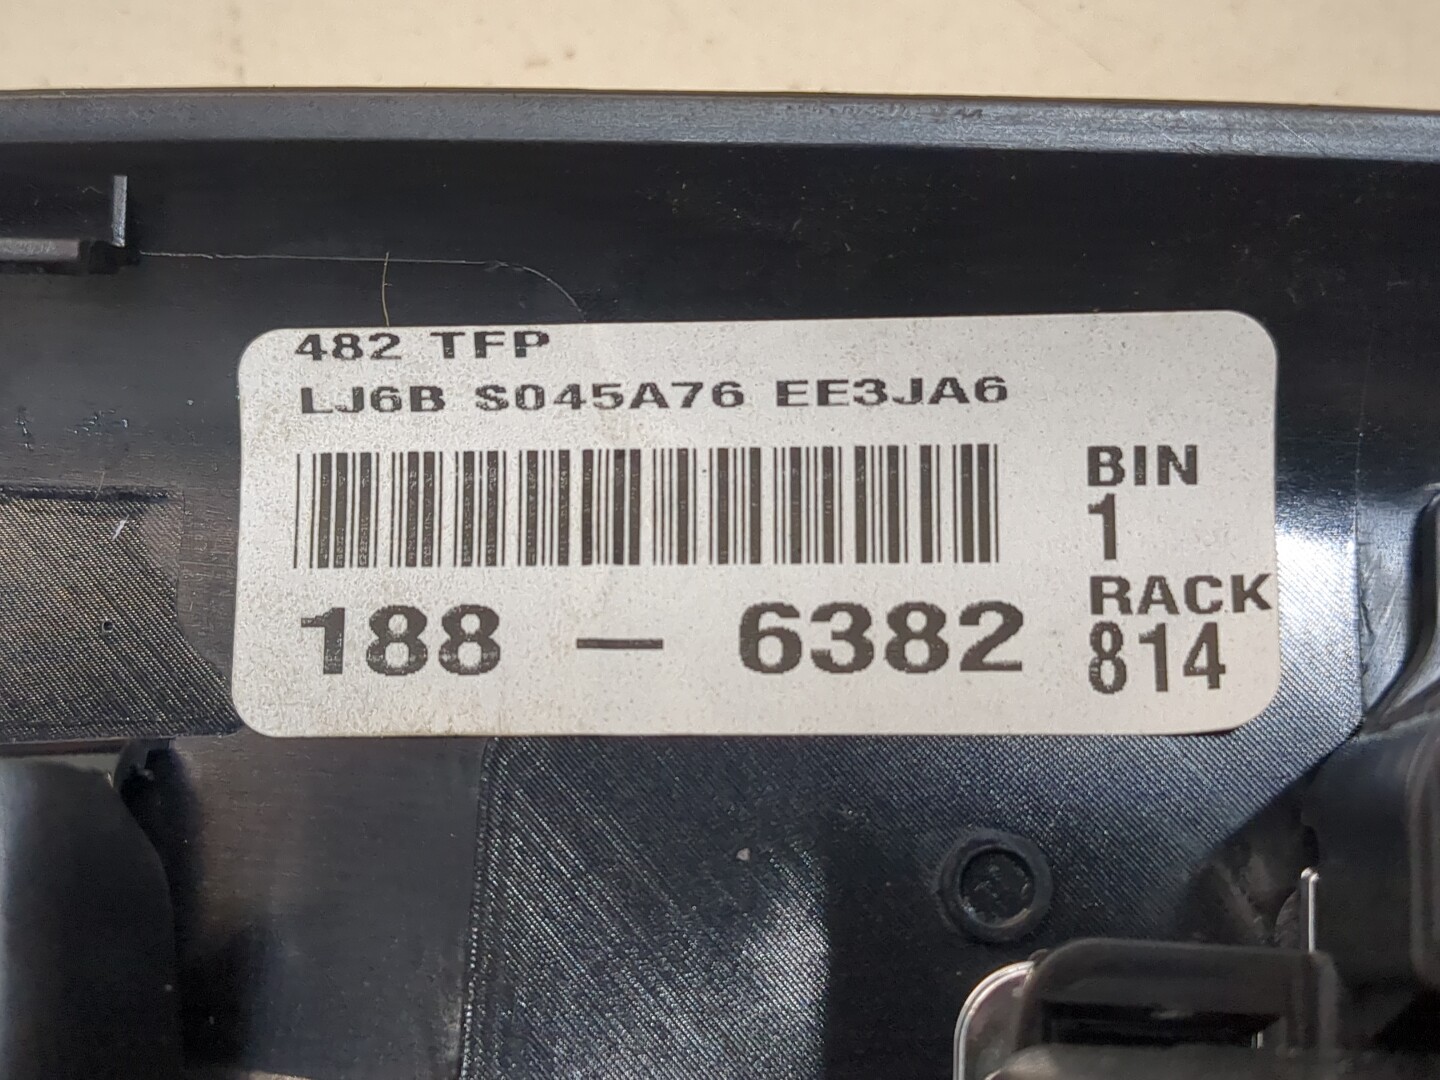 482 TFP
LJ6B S045A76 EE3JA6
BIN
1
RACK
814
188 - 6382